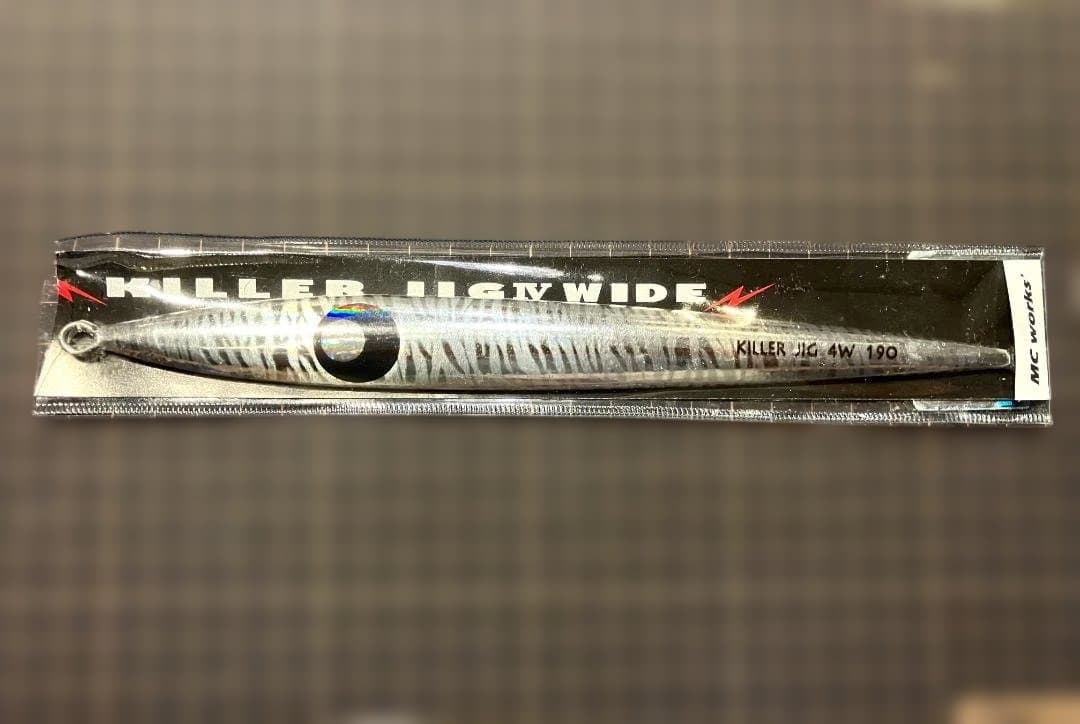 KILLER JIG IV WIDE
KILLER JIG 4W 190
MC works'